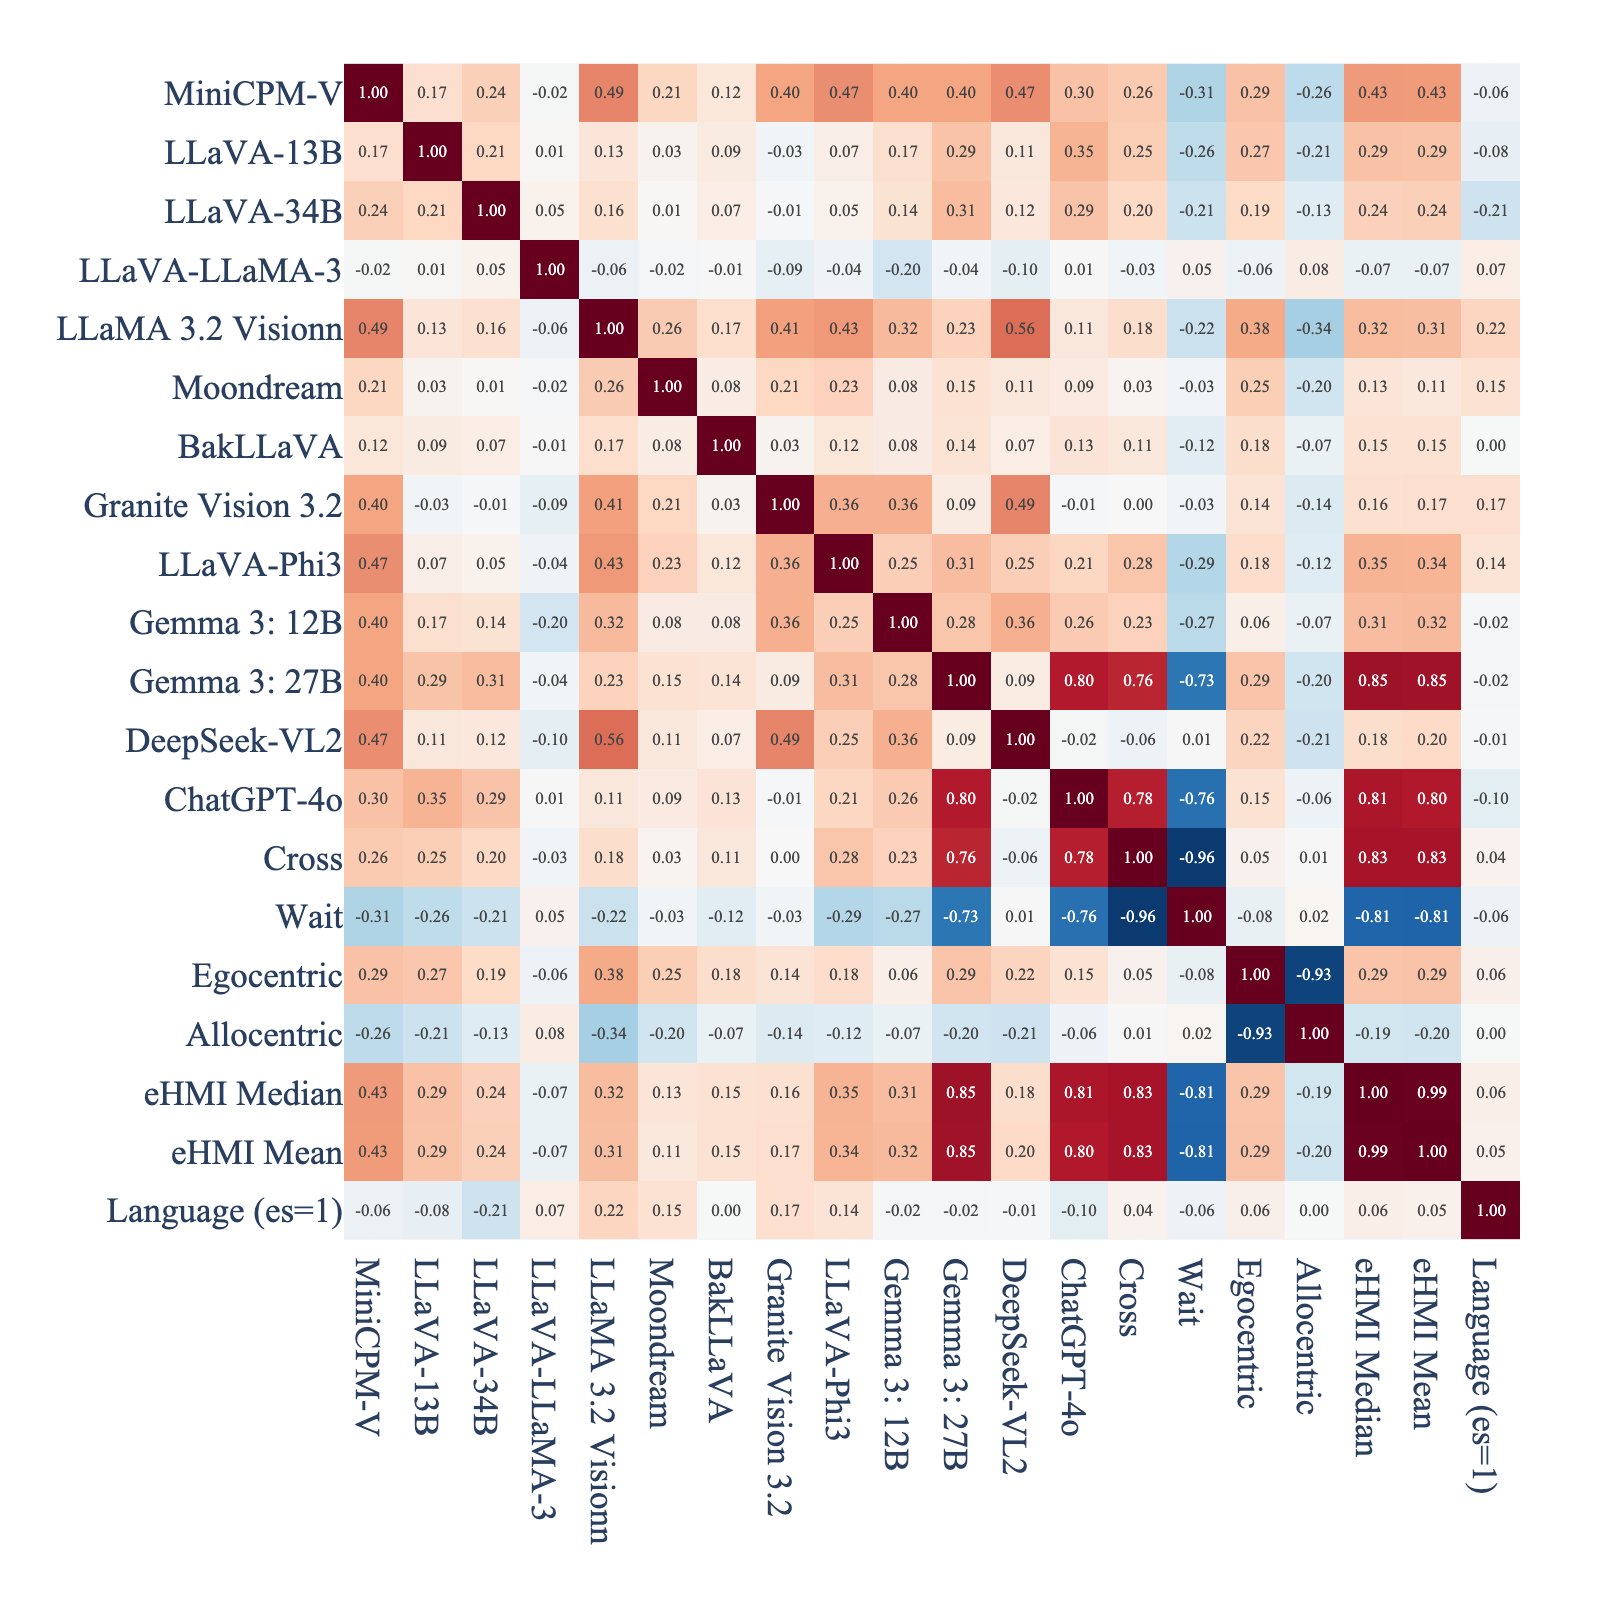 MiniCPM-V 1.00 0.17 0.24 -0.02 0.49 0.21 0.12 0.40 0.47 0.40 0.40 0.47 0.30 0.26 -0.31 0.29 -0.26 0.43 0.43 -0.06
LLaVA-13B 0.17 1.00 0.21 0.01 0.13 0.03 0.09 -0.03 0.07 0.17 0.29 0.11 0.35 0.25 -0.26 0.27 -0.21 0.29 0.29 -0.08
LLaVA-34B 0.24 0.21 1.00 0.05 0.16 0.01 0.07 -0.01 0.05 0.14 0.31 0.12 0.29 0.20 -0.21 0.19 -0.13 0.24 0.24 -0.21
LLaVA-LLaMA-3 -0.02 0.01 0.05 1.00 -0.06 -0.02 -0.01 -0.09 -0.04 -0.20 -0.04 -0.10 0.01 -0.03 0.05 -0.06 0.08 -0.07 -0.07 0.07
LLaMA 3.2 Visionn 0.49 0.13 0.16 -0.06 1.00 0.26 0.17 0.41 0.43 0.32 0.23 0.56 0.11 0.18 -0.22 0.38 -0.34 0.32 0.31 0.22
Moondream 0.21 0.03 0.01 -0.02 0.26 1.00 0.08 0.21 0.23 0.08 0.15 0.11 0.09 0.03 -0.03 0.25 -0.20 0.13 0.11 0.15
BakLLaVA 0.12 0.09 0.07 -0.01 0.17 0.08 1.00 0.03 0.12 0.08 0.14 0.07 0.13 0.11 -0.12 0.18 -0.07 0.15 0.15 0.00
Granite Vision 3.2 0.40 -0.03 -0.01 -0.09 0.41 0.21 0.03 1.00 0.36 0.36 0.09 0.49 -0.01 0.00 -0.03 0.14 -0.14 0.16 0.17 0.17
LLaVA-Phi3 0.47 0.07 0.05 -0.04 0.43 0.23 0.12 0.36 1.00 0.25 0.31 0.25 0.21 0.28 -0.29 0.18 -0.12 0.35 0.34 0.14
Gemma 3: 12B 0.40 0.17 0.14 -0.20 0.32 0.08 0.08 0.36 0.25 1.00 0.28 0.36 0.26 0.23 -0.27 0.06 -0.07 0.31 0.32 -0.02
Gemma 3: 27B 0.40 0.29 0.31 -0.04 0.23 0.15 0.14 0.09 0.31 0.28 1.00 0.09 0.80 0.76 -0.73 0.29 -0.20 0.85 0.85 -0.02
DeepSeek-VL2 0.47 0.11 0.12 -0.10 0.56 0.11 0.07 0.49 0.25 0.36 0.09 1.00 -0.02 -0.06 0.01 0.22 -0.21 0.18 0.20 -0.01
ChatGPT-4o 0.30 0.35 0.29 0.01 0.11 0.09 0.13 -0.01 0.21 0.26 0.80 -0.02 1.00 0.78 -0.76 0.15 -0.06 0.81 0.80 -0.10
Cross 0.26 0.25 0.20 -0.03 0.18 0.03 0.11 0.00 0.28 0.23 0.76 -0.06 0.78 1.00 -0.96 0.05 0.01 0.83 0.83 0.04
Wait -0.31 -0.26 -0.21 0.05 -0.22 -0.03 -0.12 -0.03 -0.29 -0.27 -0.73 0.01 -0.76 -0.96 1.00 -0.08 0.02 -0.81 -0.81 -0.06
Egocentric 0.29 0.27 0.19 -0.06 0.38 0.25 0.18 0.14 0.18 0.06 0.29 0.22 0.15 0.05 -0.08 1.00 -0.93 0.29 0.29 0.06
Allocentric -0.26 -0.21 -0.13 0.08 -0.34 -0.20 -0.07 -0.14 -0.12 -0.07 -0.20 -0.21 -0.06 0.01 0.02 -0.93 1.00 -0.19 -0.20 0.00
eHMI Median 0.43 0.29 0.24 -0.07 0.32 0.13 0.15 0.16 0.35 0.31 0.85 0.18 0.81 0.83 -0.81 0.29 -0.19 1.00 0.99 0.06
eHMI Mean 0.43 0.29 0.24 -0.07 0.31 0.11 0.15 0.17 0.34 0.32 0.85 0.20 0.80 0.83 -0.81 0.29 -0.20 0.99 1.00 0.05
Language (es=1) -0.06 -0.08 -0.21 0.07 0.22 0.15 0.00 0.17 0.14 -0.02 -0.02 -0.01 -0.10 0.04 -0.06 0.06 0.00 0.06 0.05 1.00
MiniCPM-V
LLaVA-13B
LLaVA-34B
LLaVA-LLaMA-3
LLaMA 3.2 Visionn
Moondream
BakLLaVA
Granite Vision 3.2
LLaVA-Phi3
Gemma 3: 12B
Gemma 3: 27B
DeepSeek-VL2
ChatGPT-4o
Cross
Wait
Egocentric
Allocentric
eHMI Median
eHMI Mean
Language (es=1)